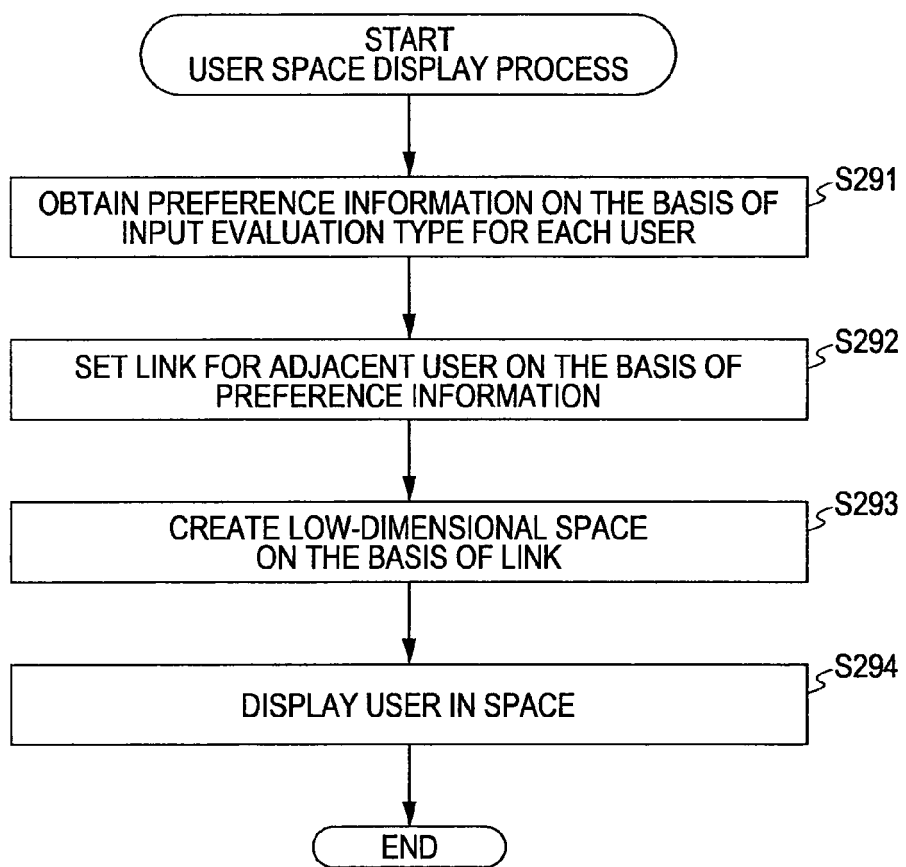 START
USER SPACE DISPLAY PROCESS
S291
OBTAIN PREFERENCE INFORMATION ON THE BASIS OF
INPUT EVALUATION TYPE FOR EACH USER
S292
SET LINK FOR ADJACENT USER ON THE BASIS OF
PREFERENCE INFORMATION
S293
CREATE LOW-DIMENSIONAL SPACE
ON THE BASIS OF LINK
S294
DISPLAY USER IN SPACE
END